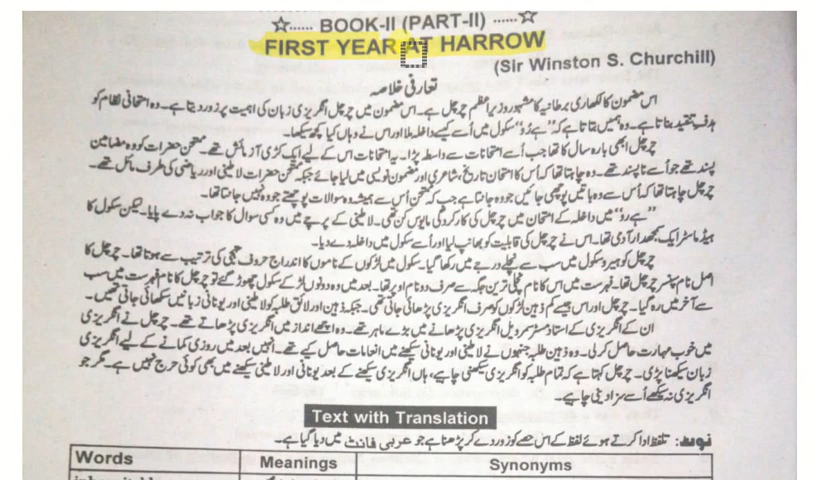 ☆...... BOOK-II (PART-II) ......☆
FIRST YEAR AT HARROW
(Sir Winston S. Churchill)
تعارفی خلاصہ
اس مضمون کا لکھاری برطانیہ کا مشہور وزیر اعظم چرچل ہے۔ اس مضمون میں چرچل انگریزی زبان کی اہمیت پر زور دیتا ہے۔ وہ امتحانی نظام کو
ہدفِ تنقید بناتا ہے۔ وہ ہمیں بتاتا ہے کہ "ہے رَو" سکول میں اُسے کیسے داخلہ ملا اور اس نے وہاں کیا کچھ سیکھا۔
چرچل ابھی بارہ سال کا تھا جب اُسے امتحانات سے واسطہ پڑا۔ یہ امتحانات اس کے لیے ایک کڑی آزمائش تھے۔ ممتحن حضرات کو وہ مضامین
پسند تھے جو اُسے ناپسند تھے۔ وہ چاہتا تھا کہ اُس کا امتحان تاریخ، شاعری اور مضمون نویسی میں لیا جائے جبکہ ممتحن حضرات لاطینی اور ریاضی کی طرف مائل تھے۔
چرچل چاہتا تھا کہ اُس سے وہ باتیں پوچھی جائیں جو وہ جانتا ہے جب کہ ممتحن اُس سے ہمیشہ وہ سوالات پوچھتے جو وہ نہیں جانتا تھا۔
"ہے رو" میں داخلہ کے امتحان میں چرچل کی کارکردگی مایوس کن تھی۔ لاطینی کے پرچے میں وہ کسی سوال کا جواب نہ دے پایا۔ لیکن سکول کا
ہیڈ ماسٹر ایک سمجھدار آدمی تھا۔ اس نے چرچل کی قابلیت کو بھانپ لیا اور اُسے سکول میں داخلہ دے دیا۔
چرچل کو ہیرو سکول میں سب سے نچلے درجے میں رکھا گیا۔ سکول میں لڑکوں کے ناموں کا اندراج حروف تہجی کی ترتیب سے ہوتا تھا۔ چرچل کا
اصل نام سپنسر چرچل تھا۔ فہرست میں اس کا نام نچلی ترین جگہ سے صرف دو نام اوپر تھا۔ بعد میں وہ دونوں لڑکے سکول چھوڑ گئے تو چرچل کا نام فہرست میں سب
سے آخر میں رہ گیا۔ چرچل اور اس جیسے کم ذہین لڑکوں کو صرف انگریزی پڑھائی جاتی تھی۔ جبکہ ذہین اور لائق طلبہ کو لاطینی اور یونانی زبانیں سکھائی جاتی تھیں۔
ان کے انگریزی کے استاد مسٹر سمرویل انگریزی پڑھانے میں بڑے ماہر تھے۔ وہ اچھے انداز میں انگریزی پڑھاتے تھے۔ چرچل نے انگریزی
میں خوب مہارت حاصل کر لی۔ وہ ذہین طلبہ جنہوں نے لاطینی اور یونانی سیکھنے میں انعامات حاصل کیے تھے۔ انہیں بعد میں روزی کمانے کے لیے انگریزی
زبان سیکھنا پڑی۔ چرچل کہتا ہے کہ تمام طلبہ کو انگریزی سیکھنی چاہیے، ہاں انگریزی سیکھنے کے بعد یونانی اور لاطینی سیکھنے میں بھی کوئی حرج نہیں ہے۔ مگر جو
انگریزی نہ سیکھے اُسے سزا دینی چاہیے۔
Text with Translation
نوٹ: تلفظ ادا کرتے ہوئے لفظ کے اس حصے کو زور دے کر پڑھنا ہے جو عربی فانٹ میں دیا گیا ہے۔
Words Meanings Synonyms